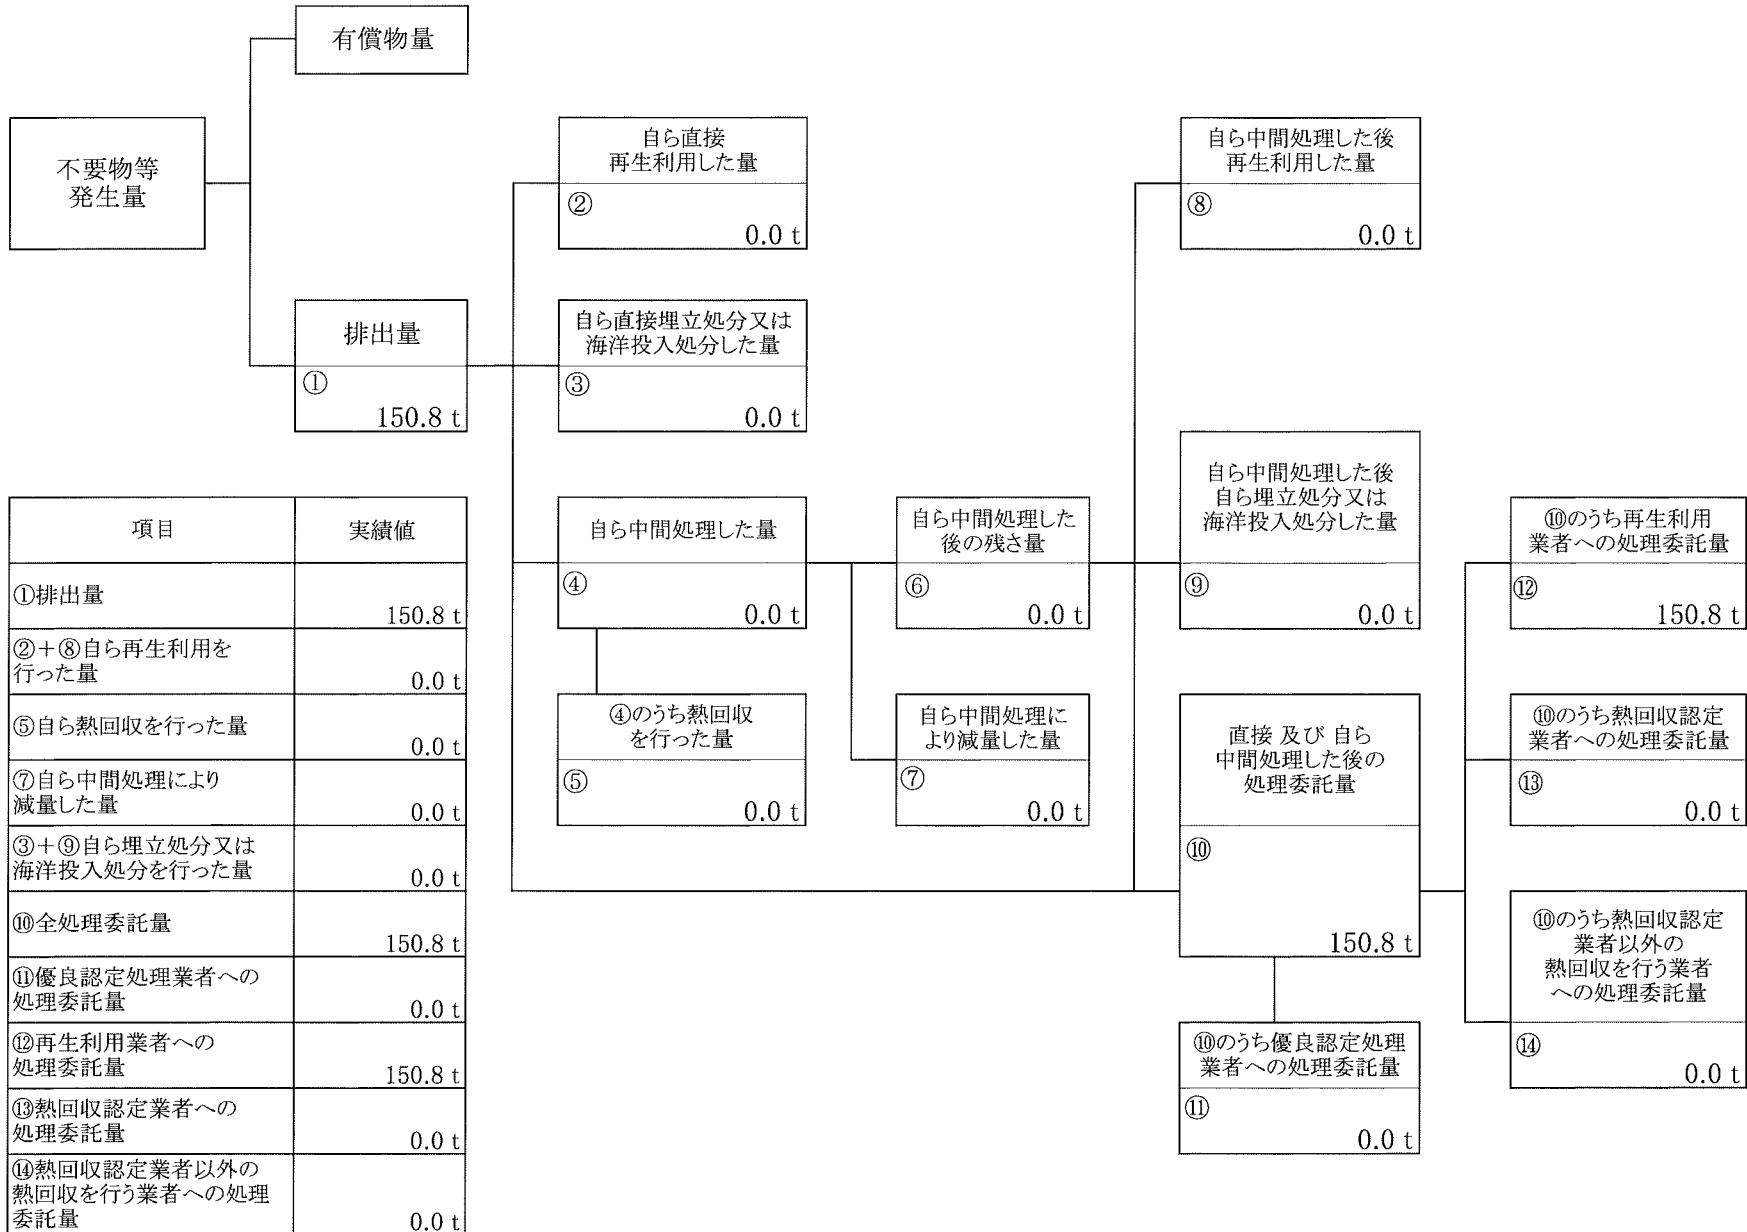 有償物量
不要物等
発生量
排出量
①
150.8 t
自ら直接
再生利用した量
②
0.0 t
自ら直接埋立処分又は
海洋投入処分した量
③
0.0 t
自ら中間処理した量
④
0.0 t
④のうち熱回収
を行った量
⑤
0.0 t
自ら中間処理した
後の残さ量
⑥
0.0 t
自ら中間処理に
より減量した量
⑦
0.0 t
自ら中間処理した後
再生利用した量
⑧
0.0 t
自ら中間処理した後
自ら埋立処分又は
海洋投入処分した量
⑨
0.0 t
直接 及び 自ら
中間処理した後の
処理委託量
⑩
150.8 t
⑩のうち優良認定処理
業者への処理委託量
⑪
0.0 t
⑩のうち再生利用
業者への処理委託量
⑫
150.8 t
⑩のうち熱回収認定
業者への処理委託量
⑬
0.0 t
⑩のうち熱回収認定
業者以外の
熱回収を行う業者
への処理委託量
⑭
0.0 t
項目 実績値
①排出量
150.8 t
②+⑧自ら再生利用を
行った量
0.0 t
⑤自ら熱回収を行った量
0.0 t
⑦自ら中間処理により
減量した量
0.0 t
③+⑨自ら埋立処分又は
海洋投入処分を行った量
0.0 t
⑩全処理委託量
150.8 t
⑪優良認定処理業者への
処理委託量
0.0 t
⑫再生利用業者への
処理委託量
150.8 t
⑬熱回収認定業者への
処理委託量
0.0 t
⑭熱回収認定業者以外の
熱回収を行う業者への処理
委託量
0.0 t